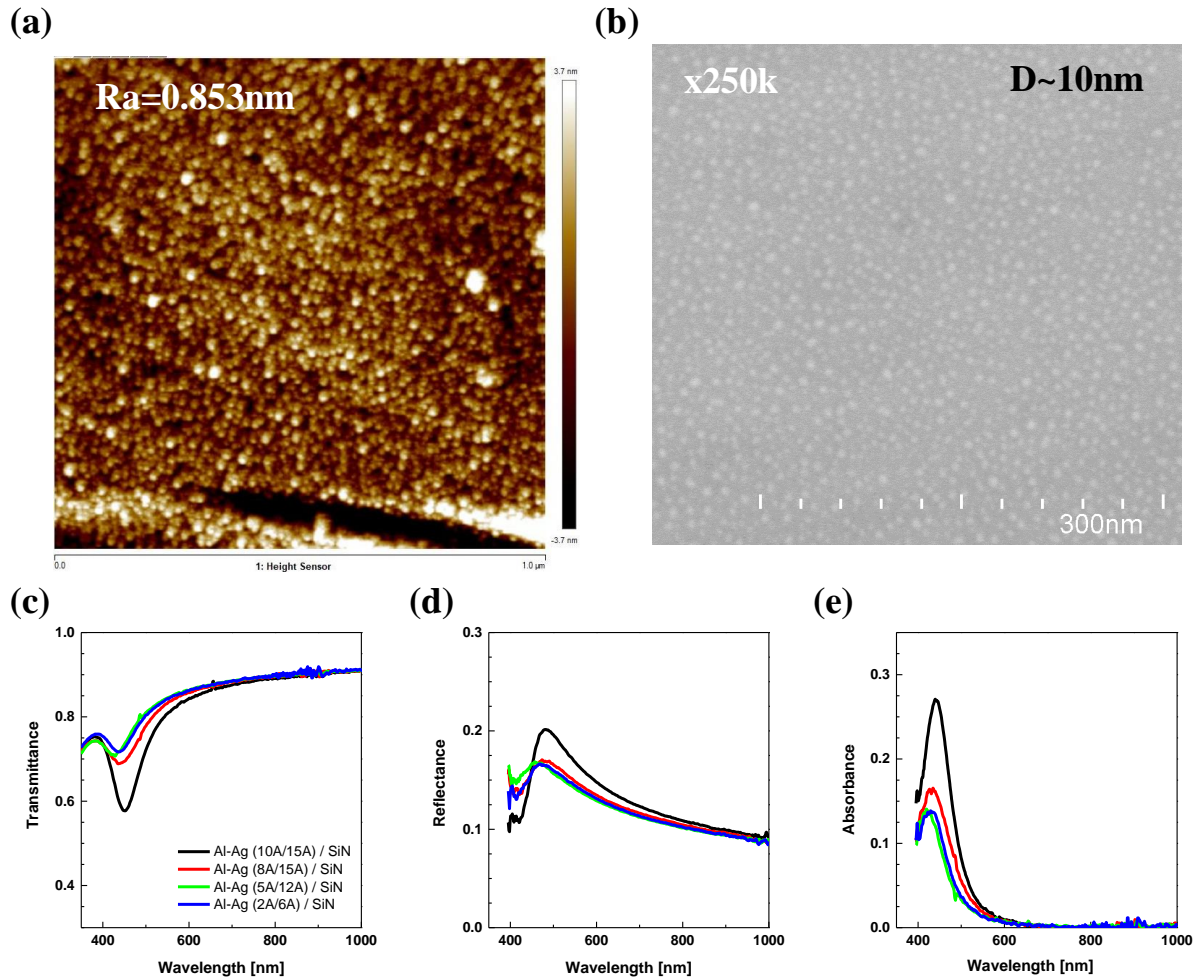 (a)
(b)
Ra=0.853nm
3.7 nm
-3.7 nm
0.0
1: Height Sensor
1.0 µm
x250k
D~10nm
300nm
(c)
(d)
(e)
1.0
0.8
0.6
0.4
Transmittance
Al-Ag (10A/15A) / SiN
Al-Ag (8A/15A) / SiN
Al-Ag (5A/12A) / SiN
Al-Ag (2A/6A) / SiN
400
600
800
1000
Wavelength [nm]
0.3
0.2
0.1
0.0
Reflectance
400
600
800
1000
Wavelength [nm]
0.3
0.2
0.1
0.0
Absorbance
400
600
800
1000
Wavelength [nm]